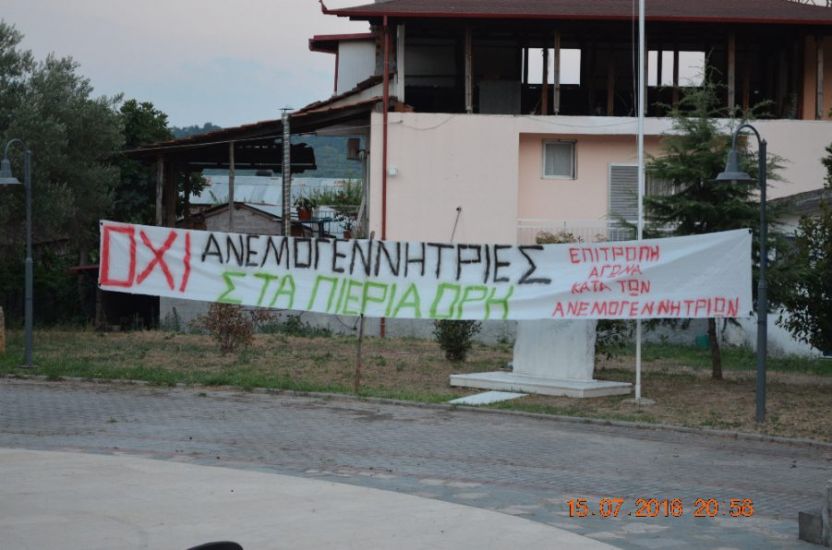 ΟΧΙ ΑΝΕΜΟΓΕΝΝΗΤΡΙΕΣ
ΣΤΑ ΠΙΕΡΙΑ ΟΡΗ
ΕΠΙΤΡΟΠΗ
ΑΓΩΝΑ
ΚΑΤΑ ΤΩΝ
ΑΝΕΜΟΓΕΝΝΗΤΡΙΩΝ
15.07.2016 20:56